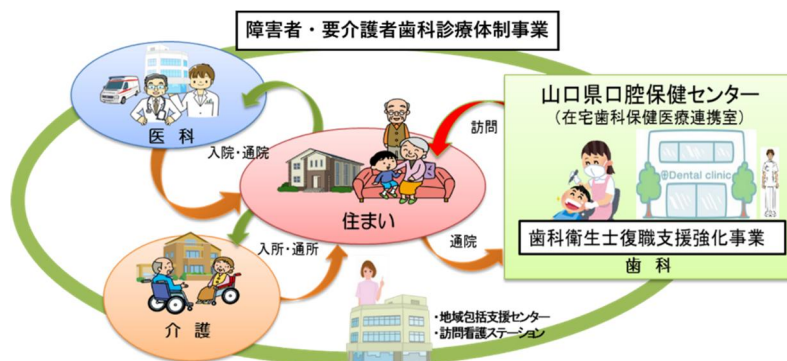 障害者・要介護者歯科診療体制事業
医 科
入院・通院
住まい
訪問
山口県口腔保健センター
(在宅歯科保健医療連携室)
Dental clinic
歯科衛生士復職支援強化事業
歯 科
通院
入所・通所
介 護
・地域包括支援センター
・訪問看護ステーション